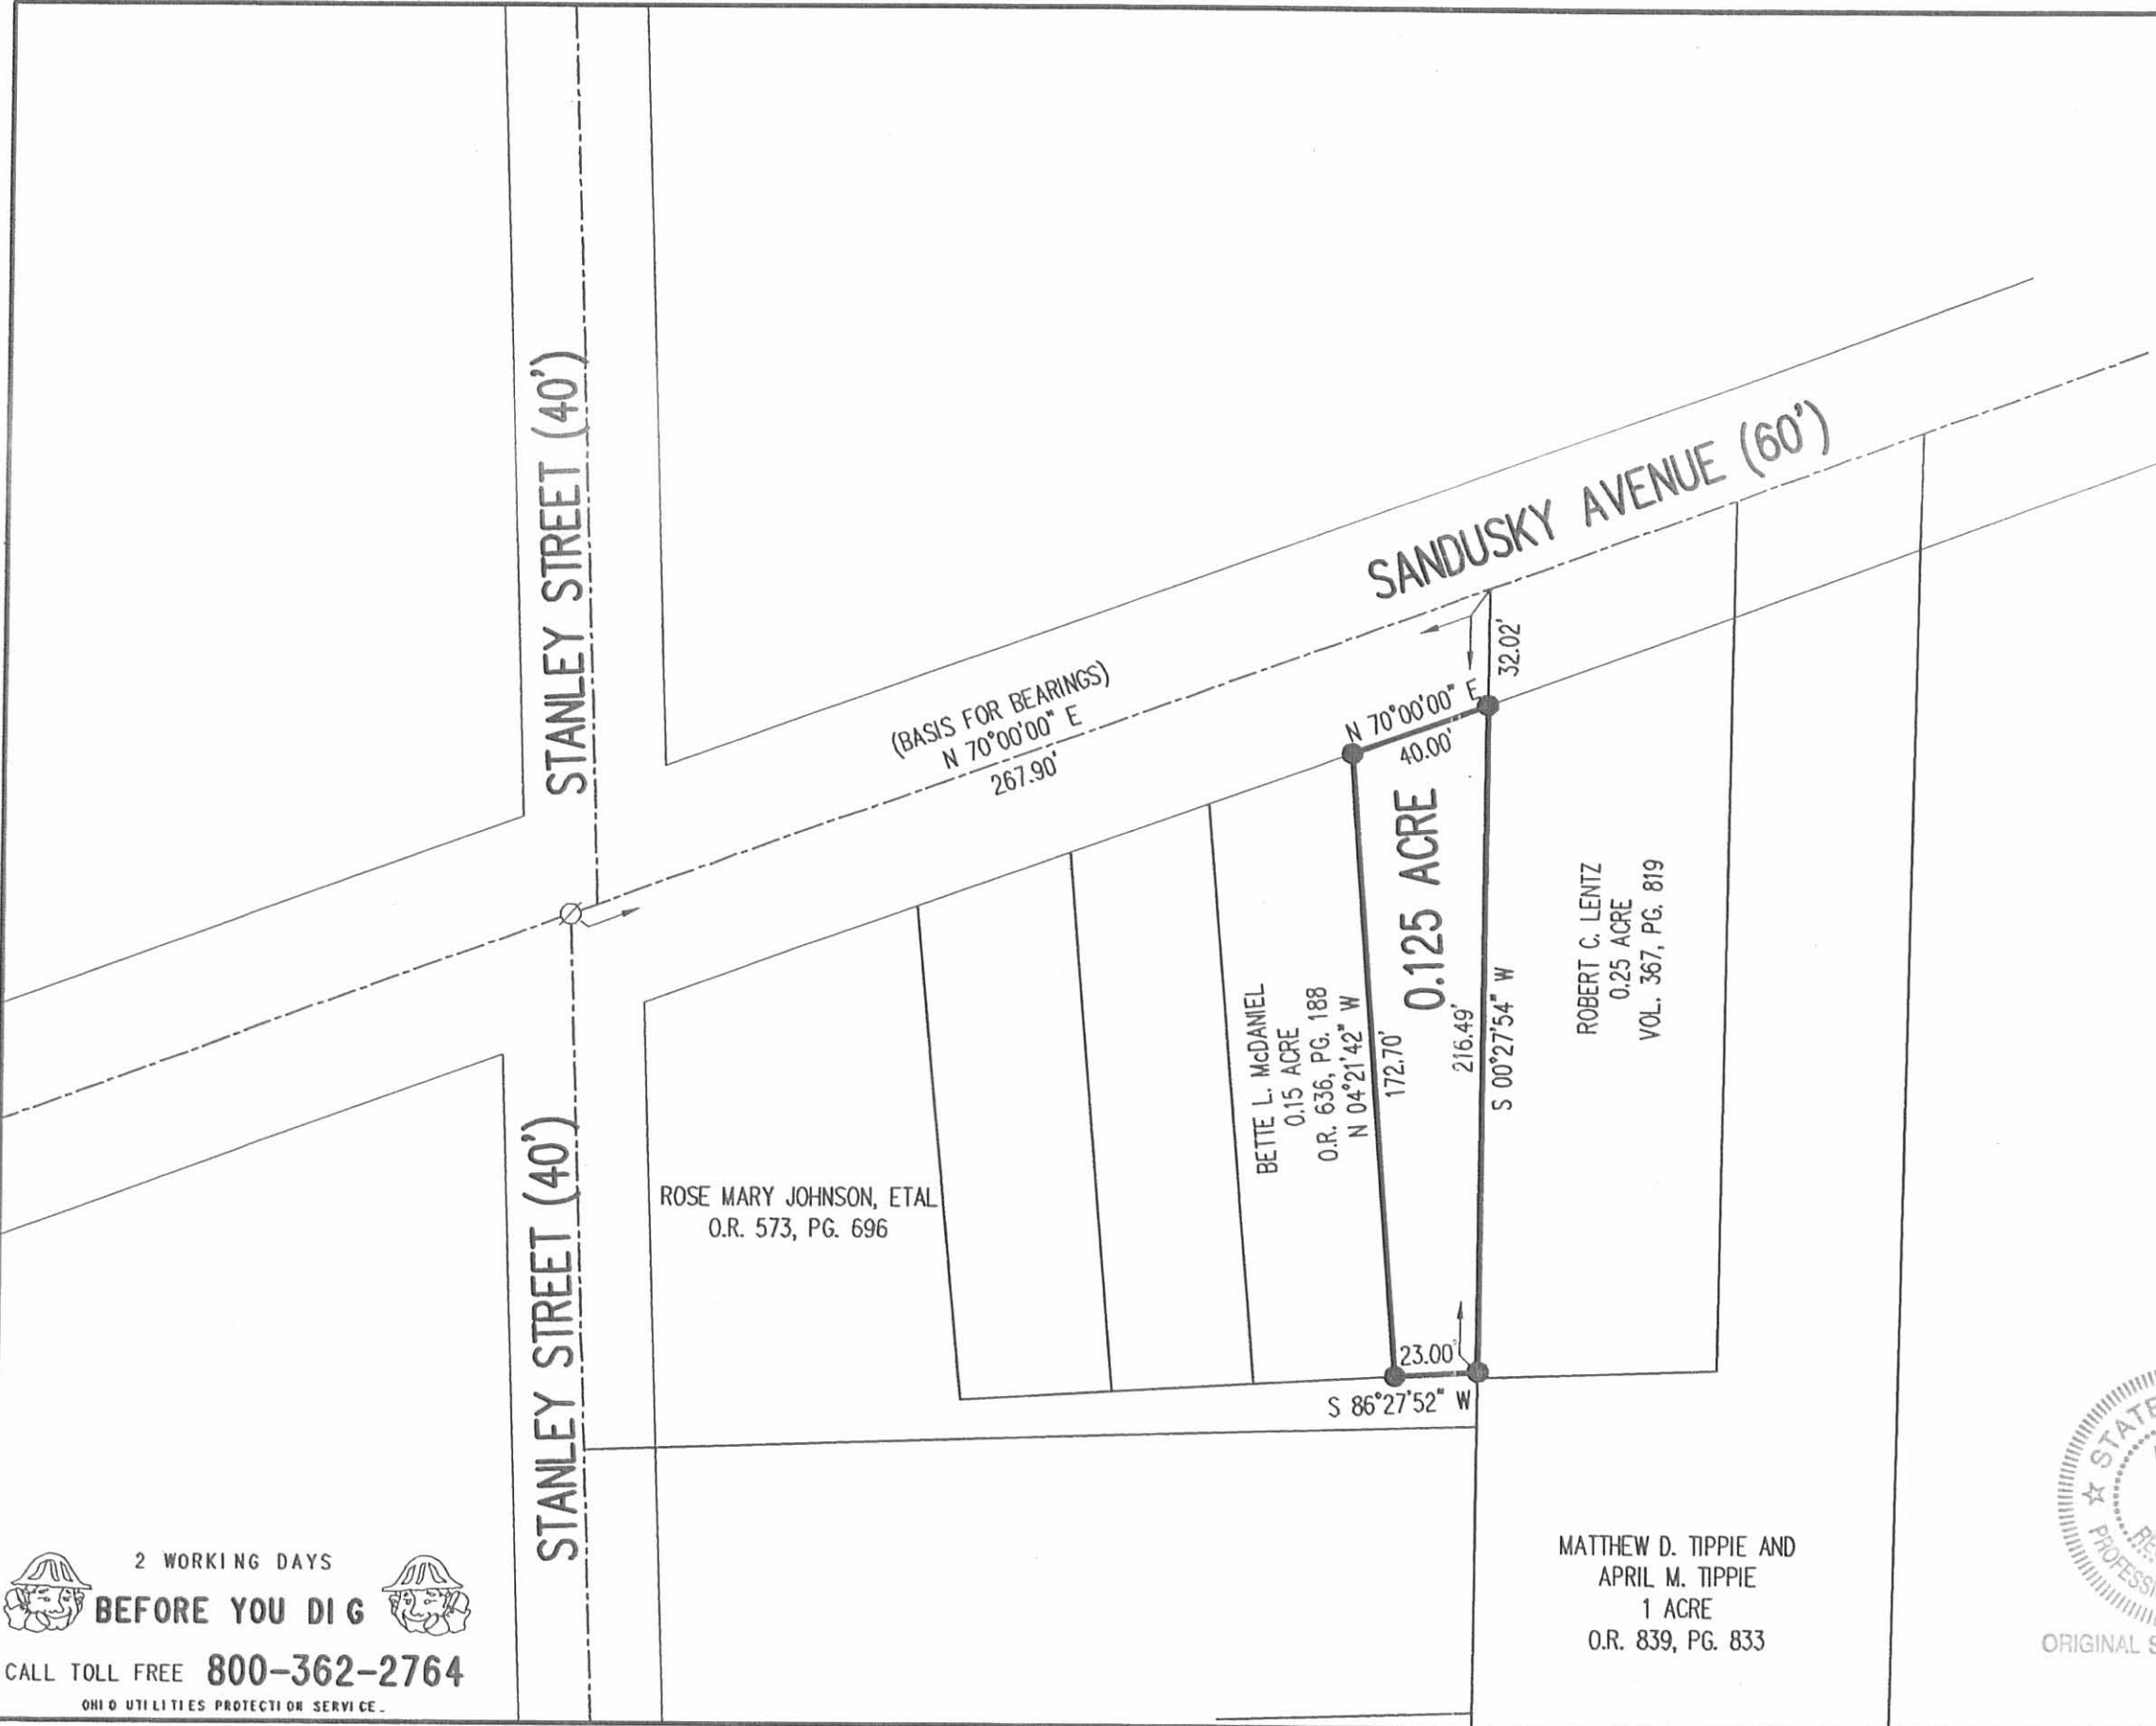 STANLEY STREET (40')
SANDUSKY AVENUE (60')
(BASIS FOR BEARINGS)
N 70°00'00" E
267.90'
32.02'
N 70°00'00" E
40.00'
0.125 ACRE
BETTE L. McDANIEL
0.15 ACRE
O.R. 636, PG. 188
N 04°21'42" W
172.70'
216.49'
S 00°27'54" W
ROBERT C. LENTZ
0.25 ACRE
VOL. 367, PG. 819
ROSE MARY JOHNSON, ETAL
O.R. 573, PG. 696
23.00'
S 86°27'52" W
STANLEY STREET (40')
MATTHEW D. TIPPIE AND
APRIL M. TIPPIE
1 ACRE
O.R. 839, PG. 833
2 WORKING DAYS
BEFORE YOU DIG
CALL TOLL FREE 800-362-2764
OHIO UTILITIES PROTECTION SERVICE.
STATE
ORIGINAL